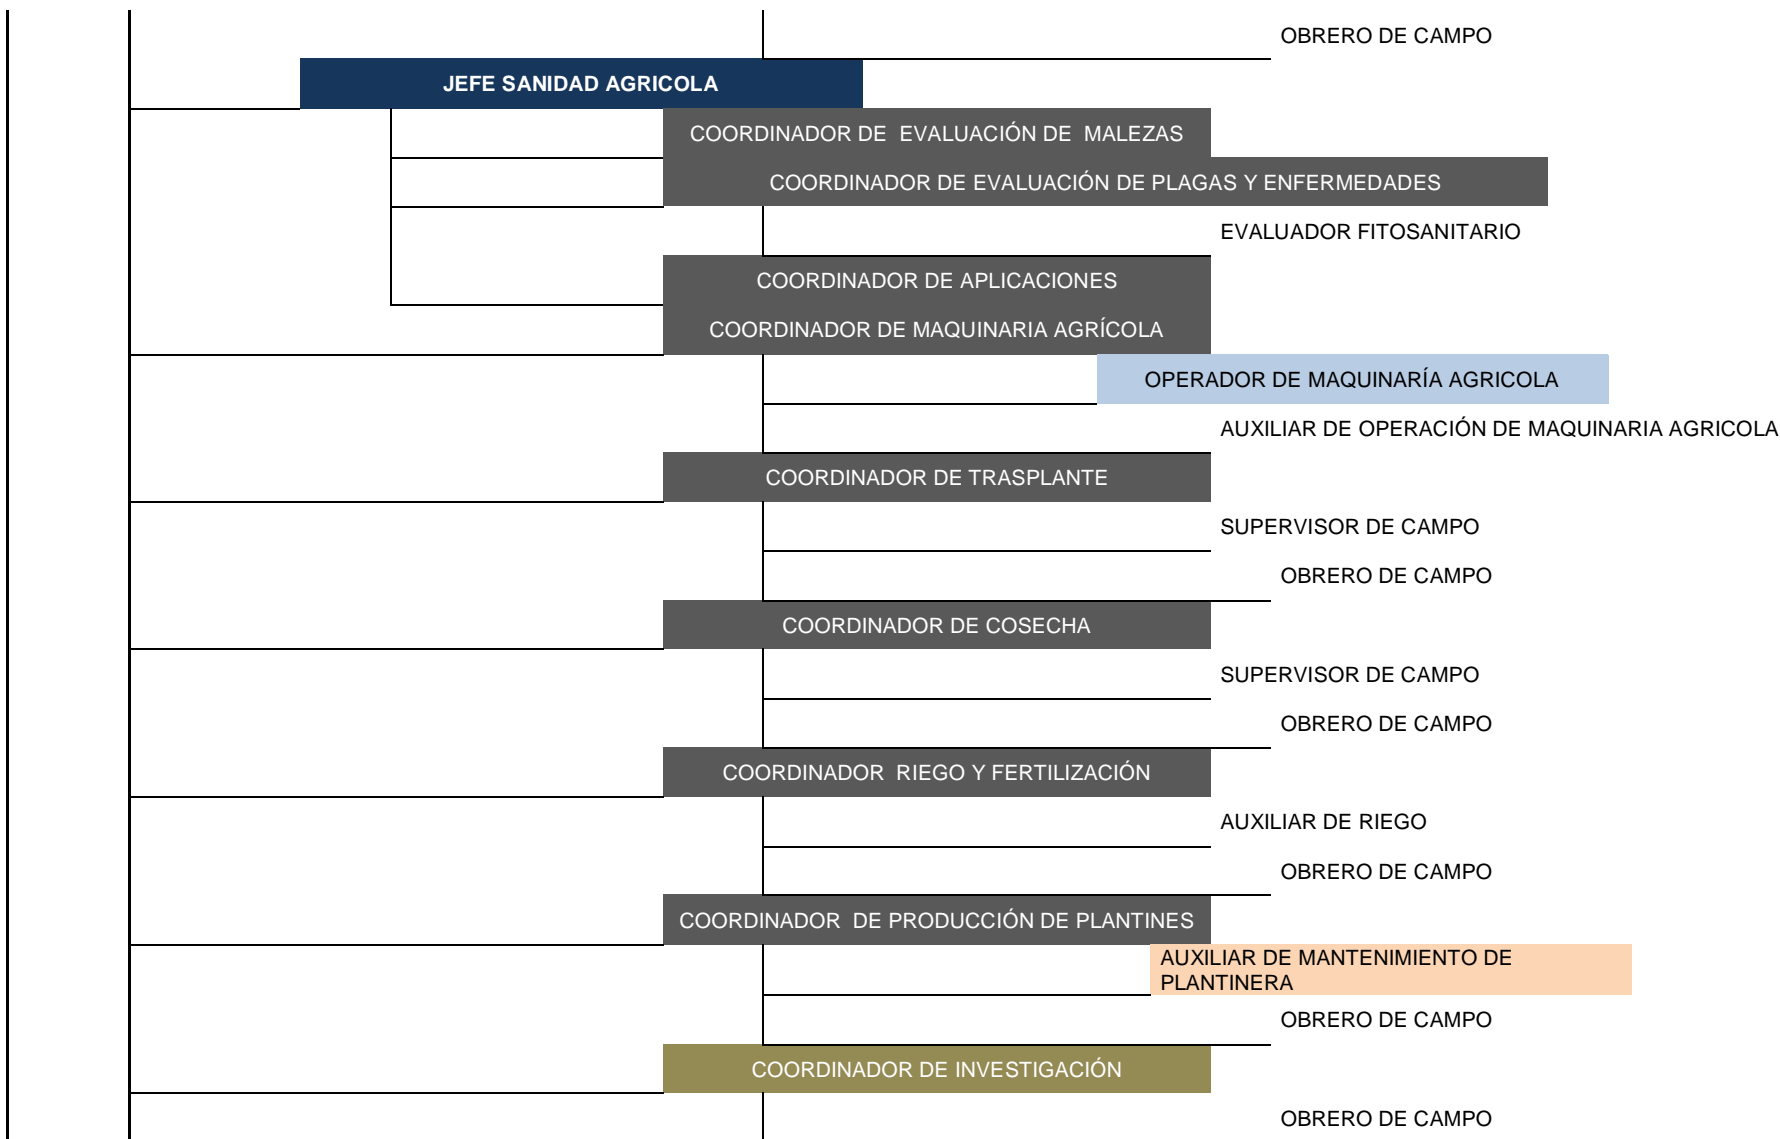 OBRERO DE CAMPO
JEFE SANIDAD AGRICOLA
COORDINADOR DE EVALUACIÓN DE MALEZAS
COORDINADOR DE EVALUACIÓN DE PLAGAS Y ENFERMEDADES
EVALUADOR FITOSANITARIO
COORDINADOR DE APLICACIONES
COORDINADOR DE MAQUINARIA AGRÍCOLA
OPERADOR DE MAQUINARÍA AGRICOLA
AUXILIAR DE OPERACIÓN DE MAQUINARIA AGRICOLA
COORDINADOR DE TRASPLANTE
SUPERVISOR DE CAMPO
OBRERO DE CAMPO
COORDINADOR DE COSECHA
SUPERVISOR DE CAMPO
OBRERO DE CAMPO
COORDINADOR RIEGO Y FERTILIZACIÓN
AUXILIAR DE RIEGO
OBRERO DE CAMPO
COORDINADOR DE PRODUCCIÓN DE PLANTINES
AUXILIAR DE MANTENIMIENTO DE
PLANTINERA
OBRERO DE CAMPO
COORDINADOR DE INVESTIGACIÓN
OBRERO DE CAMPO